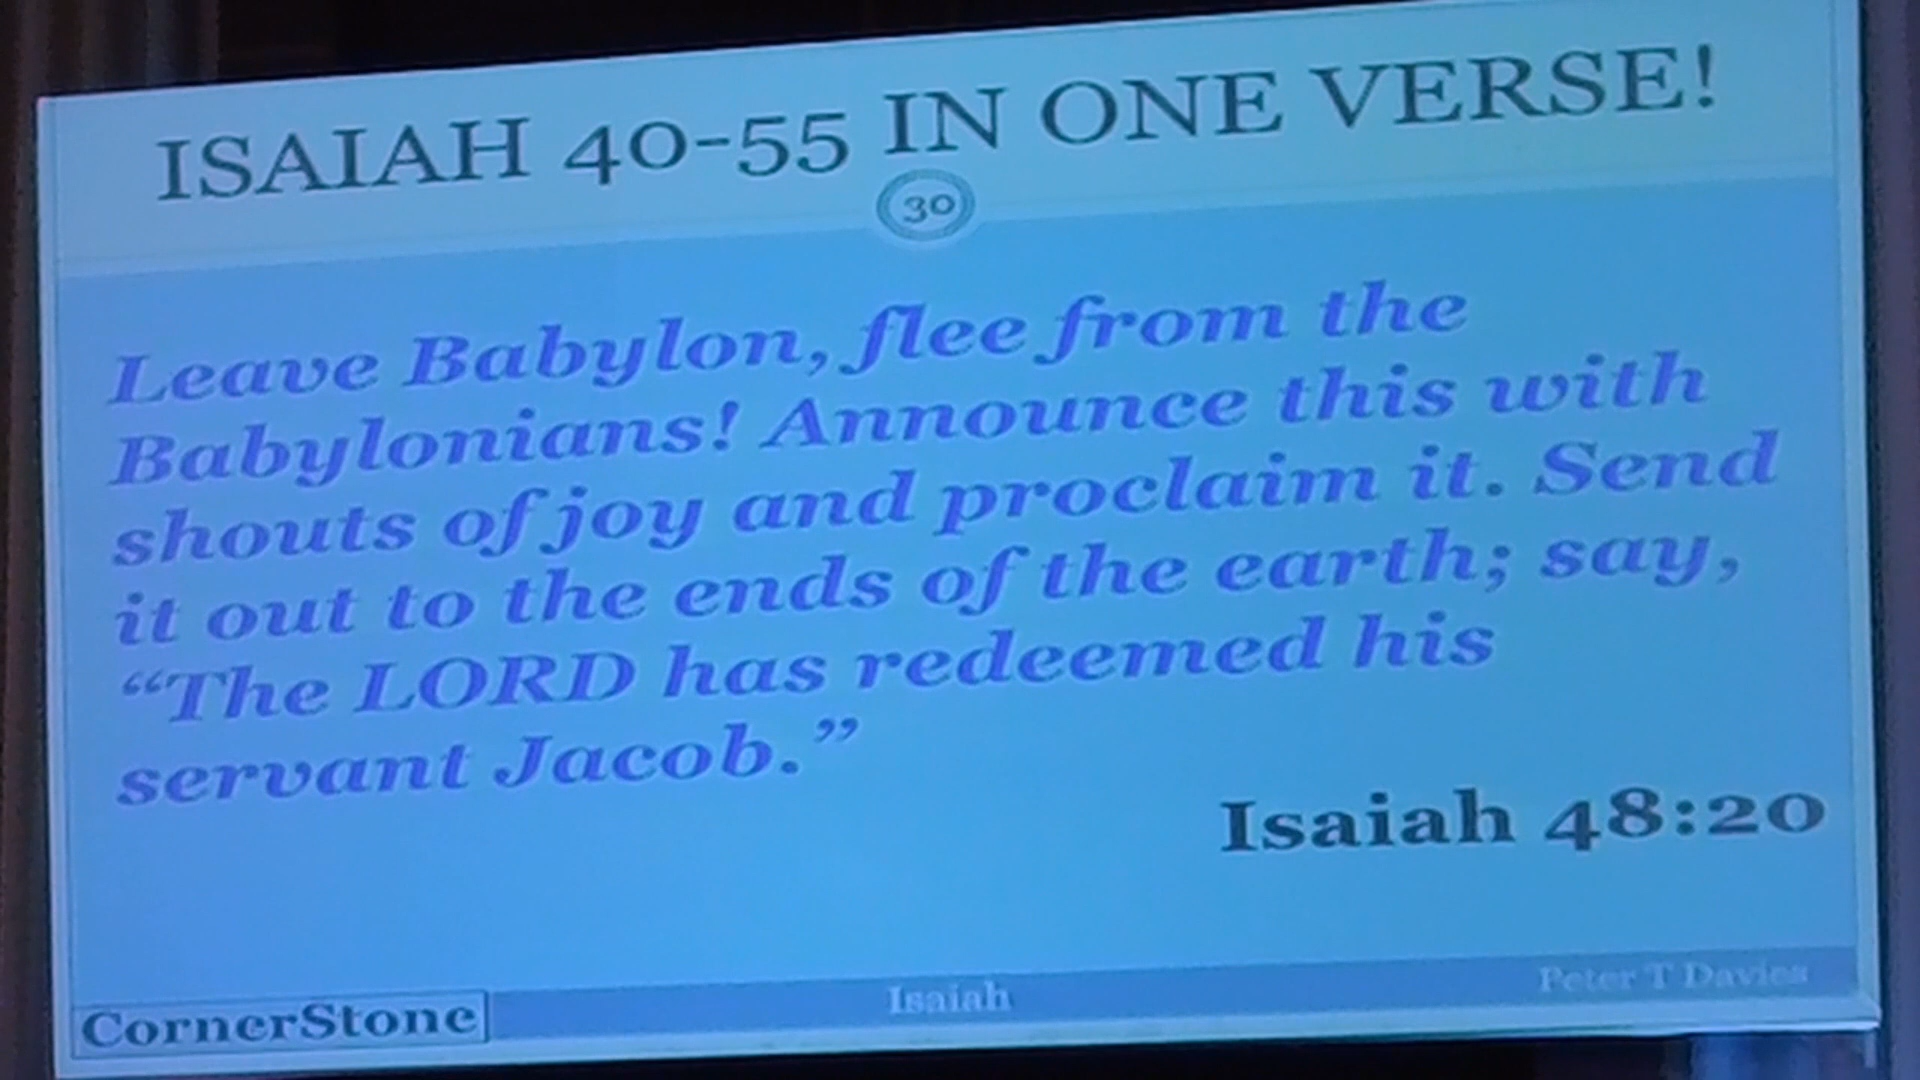 ISAIAH 40-55 IN ONE VERSE!
30
Leave Babylon, flee from the
Babylonians! Announce this with
shouts of joy and proclaim it. Send
it out to the ends of the earth; say,
“The LORD has redeemed his
servant Jacob.”
Isaiah 48:20
CornerStone
Isaiah
Peter T Davies